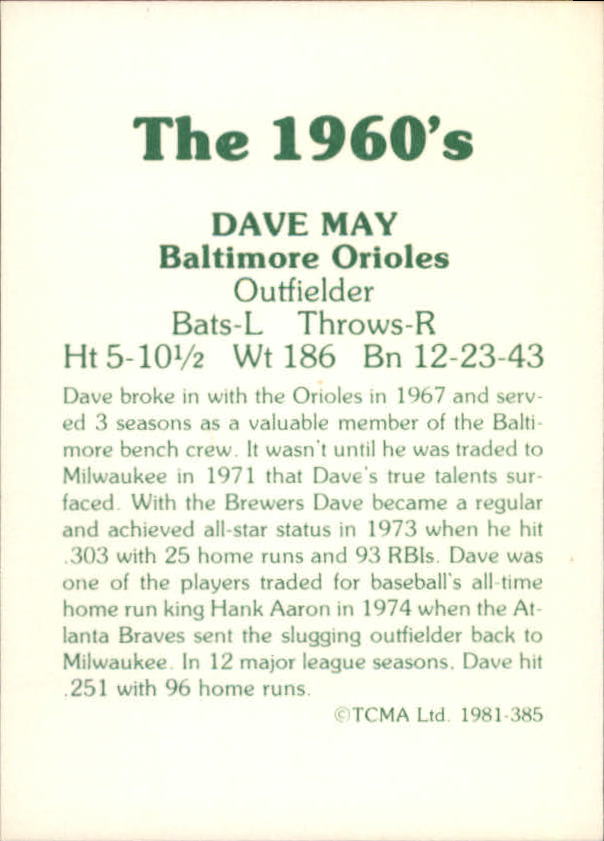 The 1960's
DAVE MAY
Baltimore Orioles
Outfielder
Bats-L Throws-R
Ht 5-10½ Wt 186 Bn 12-23-43
Dave broke in with the Orioles in 1967 and serv-
ed 3 seasons as a valuable member of the Balti-
more bench crew. It wasn't until he was traded to
Milwaukee in 1971 that Dave's true talents sur-
faced. With the Brewers Dave became a regular
and achieved all-star status in 1973 when he hit
.303 with 25 home runs and 93 RBIs. Dave was
one of the players traded for baseball's all-time
home run king Hank Aaron in 1974 when the At-
lanta Braves sent the slugging outfielder back to
Milwaukee. In 12 major league seasons, Dave hit
.251 with 96 home runs.
©TCMA Ltd. 1981-385